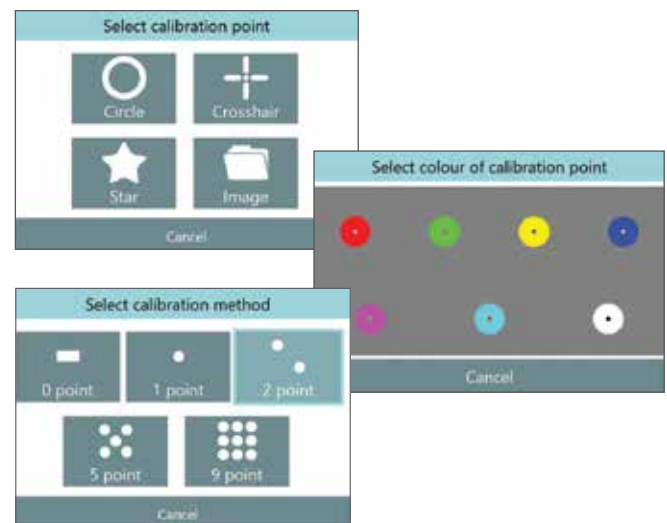 Select calibration point
Circle
Crosshair
Star
Image
Cancel
Select colour of calibration point
Cancel
Select calibration method
0 point
1 point
2 point
5 point
9 point
Cancel